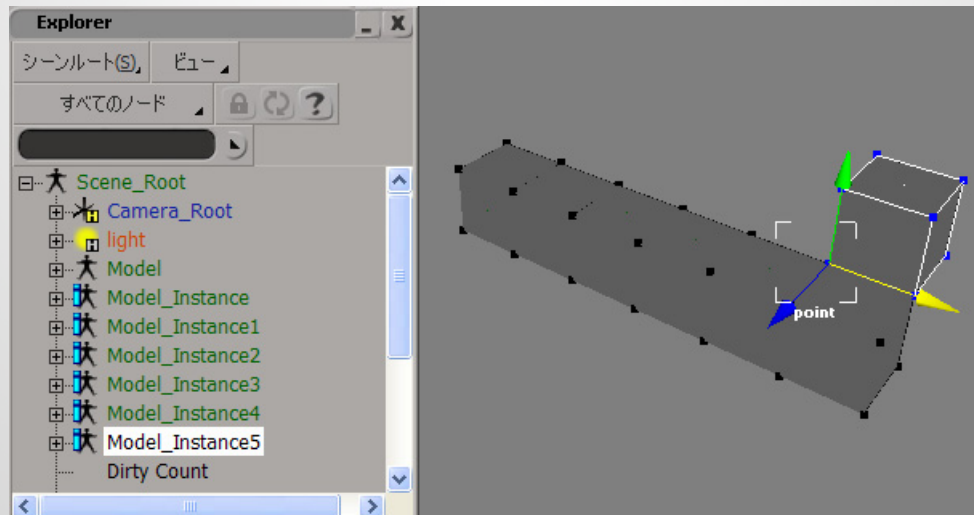 Explorer
シーンルート(S) ビュー
すべてのノード
Scene_Root
Camera_Root
light
Model
Model_Instance
Model_Instance1
Model_Instance2
Model_Instance3
Model_Instance4
Model_Instance5
Dirty Count
point